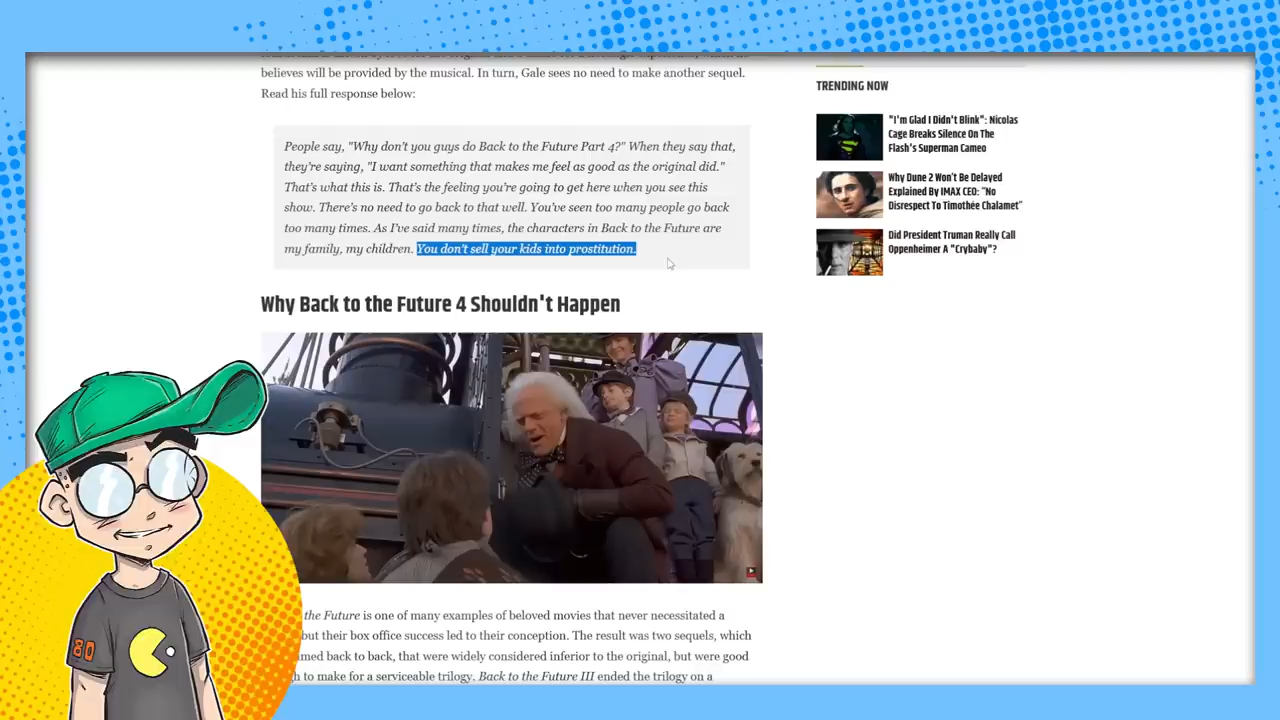 believes will be provided by the musical. In turn, Gale sees no need to make another sequel.
Read his full response below:
People say, "Why don't you guys do Back to the Future Part 4?" When they say that,
they're saying, "I want something that makes me feel as good as the original did."
That's what this is. That's the feeling you're going to get here when you see this
show. There's no need to go back to that well. You've seen too many people go back
too many times. As I've said many times, the characters in Back to the Future are
my family, my children. You don't sell your kids into prostitution.
Why Back to the Future 4 Shouldn't Happen
the Future is one of many examples of beloved movies that never necessitated a
but their box office success led to their conception. The result was two sequels, which
back to back, that were widely considered inferior to the original, but were good
to make for a serviceable trilogy. Back to the Future III ended the trilogy on a
TRENDING NOW
"I'm Glad I Didn't Blink": Nicolas
Cage Breaks Silence On The
Flash's Superman Cameo
Why Dune 2 Won't Be Delayed
Explained By IMAX CEO: "No
Disrespect To Timothée Chalamet"
Did President Truman Really Call
Oppenheimer A "Crybaby"?
80